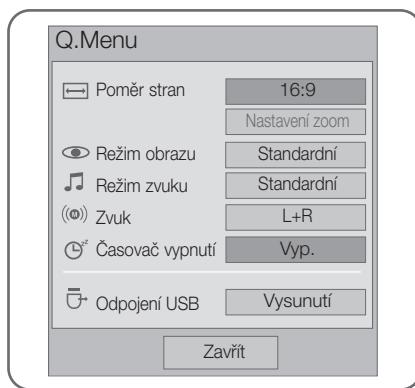 Q.Menu
Poměr stran 16:9
Nastavení zoom
Režim obrazu Standardní
Režim zvuku Standardní
Zvuk L+R
Časovač vypnutí Vyp.
Odpojení USB Vysunutí
Zavřít